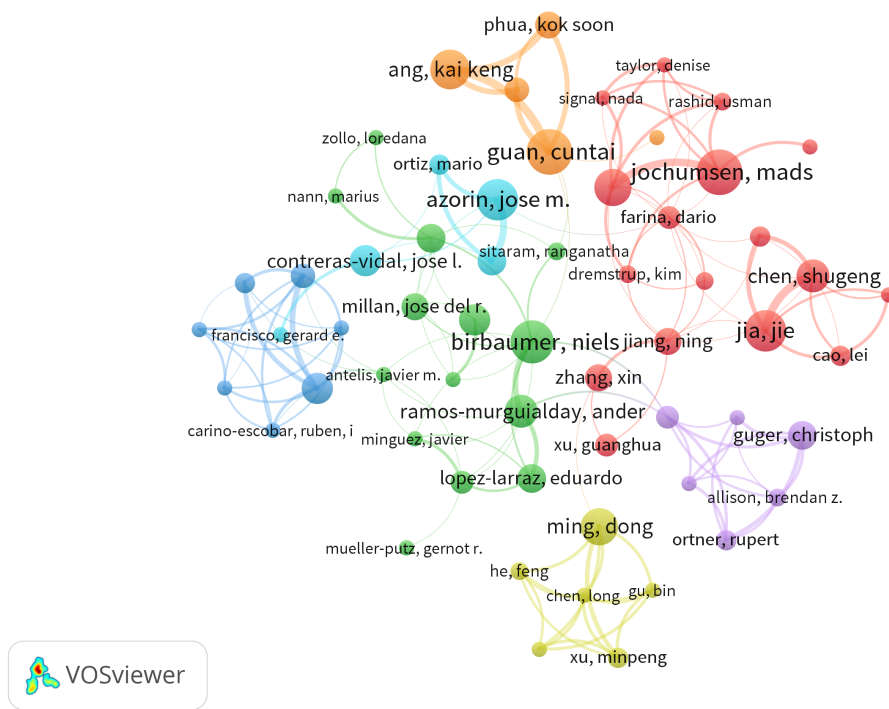 phua, kok soon
ang, kai keng
taylor, denise
signal, nada
rashid, usman
zollo, loredana
guan, cuntai
ortiz, mario
jochumsen, mads
nann, marius
azorin, jose m.
farina, dario
sitaram, ranganatha
contreras-vidal, jose l.
dremstrup, kim
chen, shugeng
millan, jose del r.
francisco, gerard e.
birbaumer, niels
jiang, ning
jia, jie
cao, lei
antelis, javier m.
zhang, xin
ramos-murguialday, ander
carino-escobar, ruben, i
minguez, javier
xu, guanghua
guger, christoph
lopez-larraz, eduardo
allison, brendan z.
ming, dong
ortner, rupert
mueller-putz, gernot r.
he, feng
chen, long
gu, bin
xu, minpeng
VOSviewer